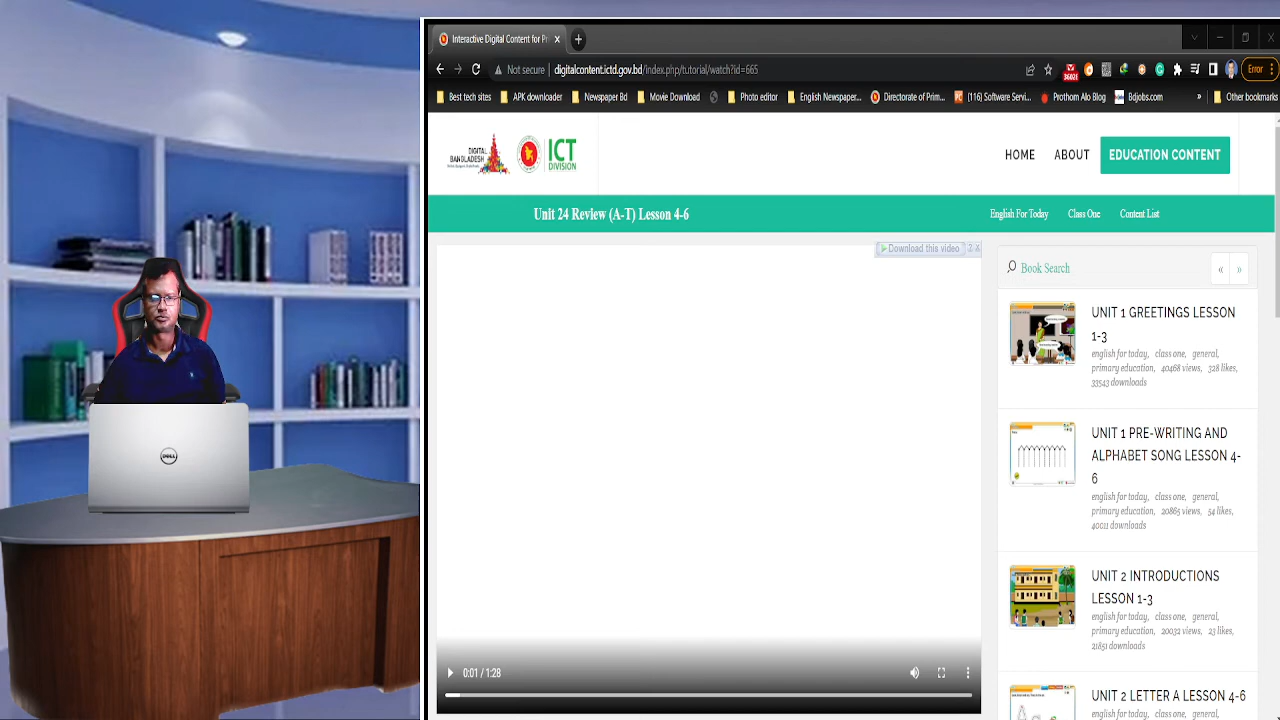 Interactive Digital Content for Pr
Not secure
digitalcontent.ictd.gov.bd/index.php/tutorial/watch?id=665
Error
Best tech sites
APK downloader
Newspaper Bd
Movie Download
Photo editor
English Newspaper...
Directorate of Prim...
(116) Software Servi...
Prothom Alo Blog
Bdjobs.com
»
Other bookmarks
DIGITAL
BANGLADESH
ICT
DIVISION
HOME
ABOUT
EDUCATION CONTENT
Unit 24 Review (A-T) Lesson 4-6
English For Today
Class One
Content List
Download this video
? X
Book Search
« »
UNIT 1 GREETINGS LESSON
1-3
english for today, class one, general,
primary education, 40468 views, 328 likes,
33543 downloads
UNIT 1 PRE-WRITING AND
ALPHABET SONG LESSON 4-
6
english for today, class one, general,
primary education, 20865 views, 54 likes,
40011 downloads
UNIT 2 INTRODUCTIONS
LESSON 1-3
english for today, class one, general,
primary education, 20032 views, 23 likes,
21851 downloads
UNIT 2 LETTER A LESSON 4-6
english for today, class one, general,
0:01 / 1:28
DELL